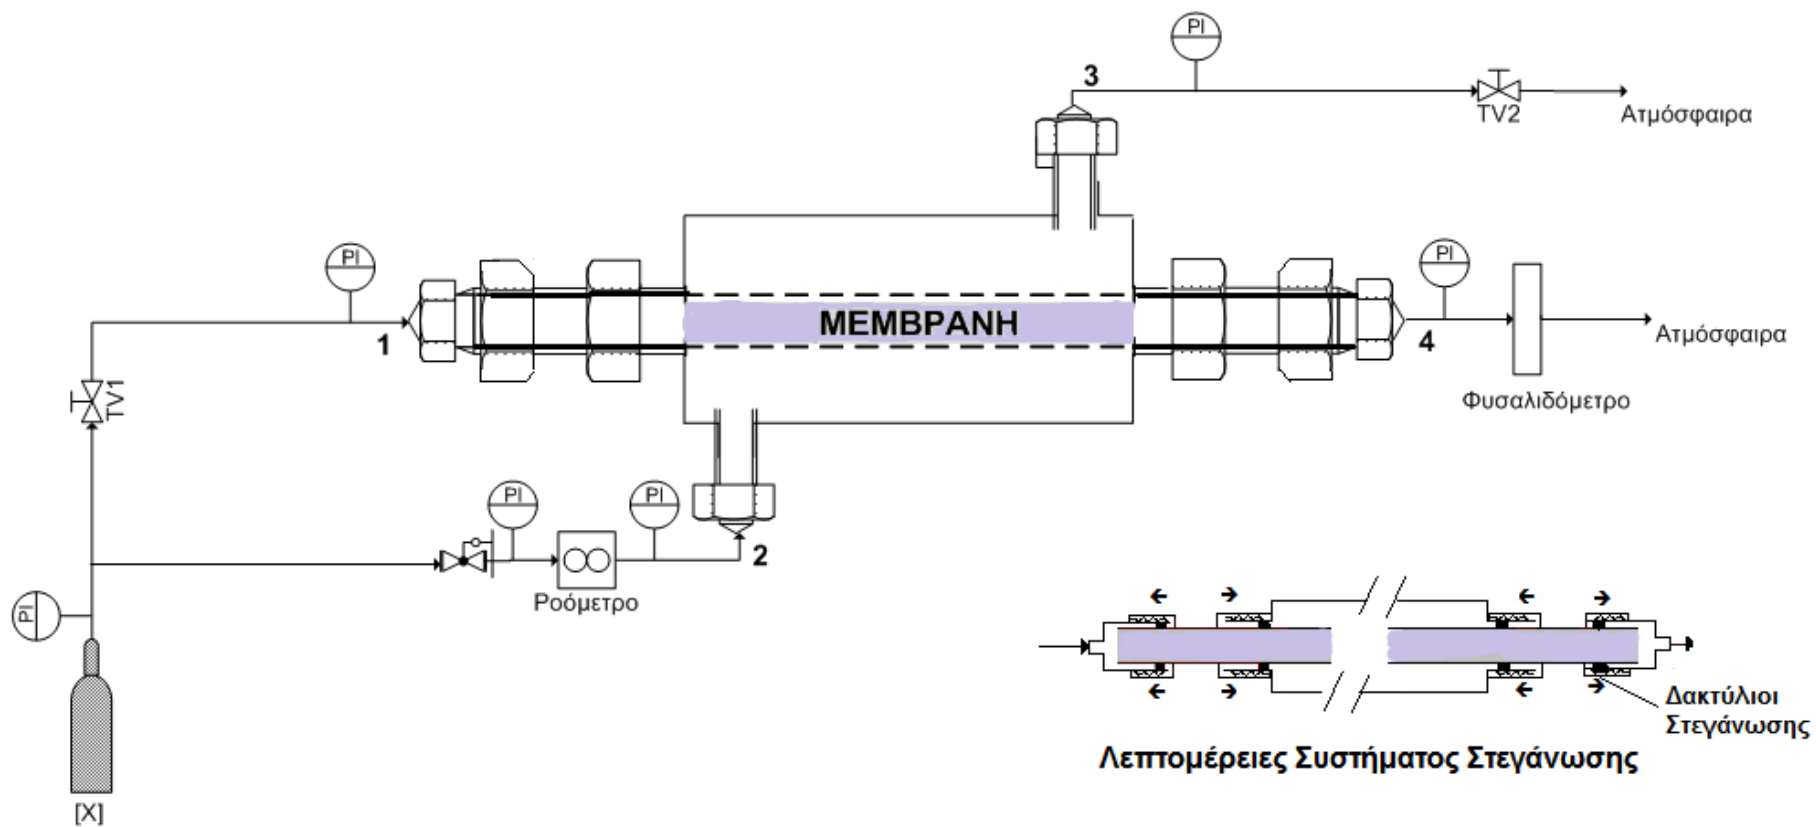 PI
3
TV2
Ατμόσφαιρα
PI
PI
ΜΕΜΒΡΑΝΗ
1
4
Ατμόσφαιρα
TV1
Φυσαλιδόμετρο
PI
PI
2
Ροόμετρο
PI
Δακτύλιοι
Στεγάνωσης
Λεπτομέρειες Συστήματος Στεγάνωσης
[X]